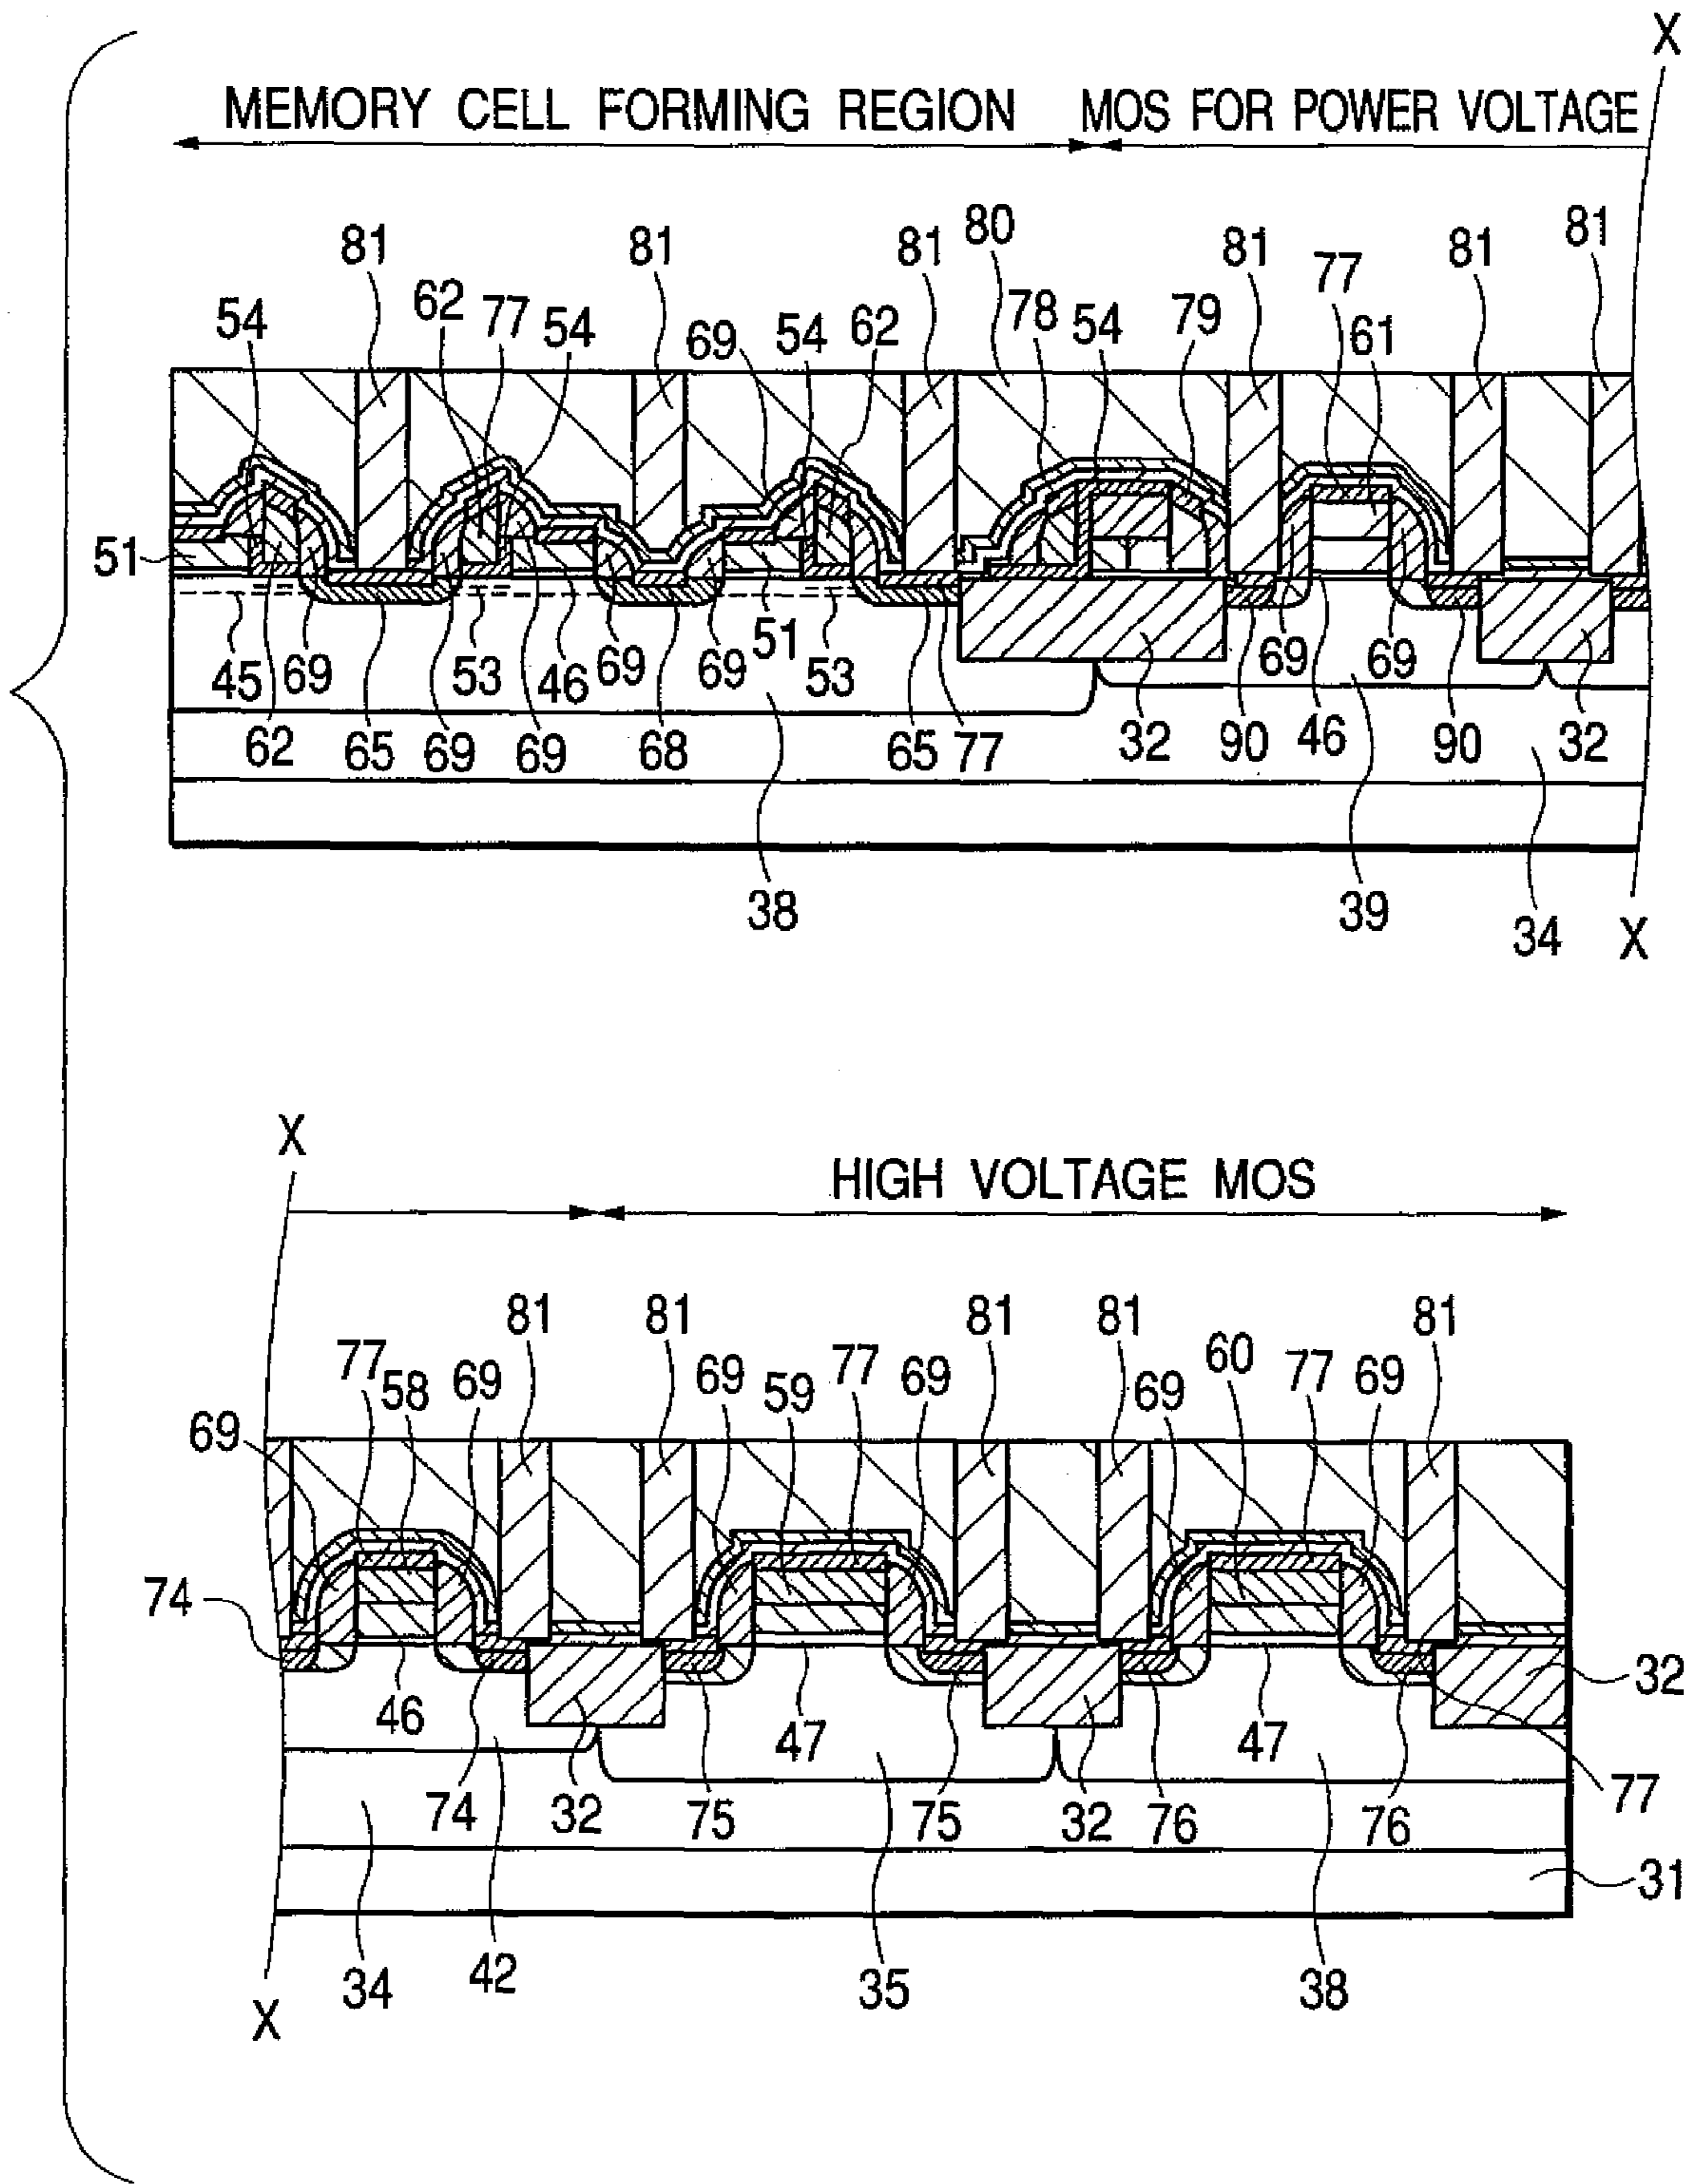 X
MEMORY CELL FORMING REGION MOS FOR POWER VOLTAGE
81 81 81 80 81 81 81
54 62 77 54 69 54 62 78 54 79 77 61
51
45 69 53 46 69 69 51 53 69 69
62 65 69 69 68 65 77 32 90 46 90 32
38 39 34
X
X
HIGH VOLTAGE MOS
81 81 81 81 81
69 77 58 69 69 59 77 69 69 60 77 69
74
46 47 47 32
74 32 75 75 32 76 76 77
31
34 42 35 38
X